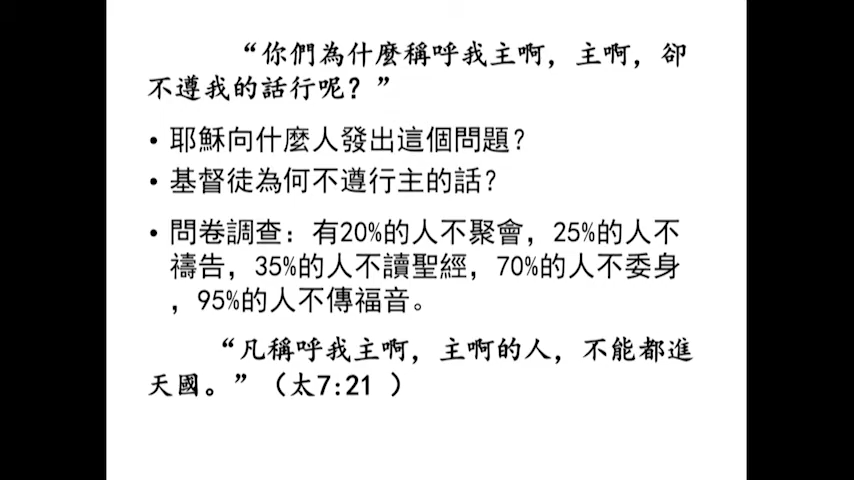 “你們為什麼稱呼我主啊，主啊，卻
不遵我的話行呢？”
• 耶穌向什麼人發出這個問題？
• 基督徒為何不遵行主的話？
• 問卷調查：有20%的人不聚會，25%的人不
禱告，35%的人不讀聖經，70%的人不委身
，95%的人不傳福音。
“凡稱呼我主啊，主啊的人，不能都進
天國。”（太7:21 ）